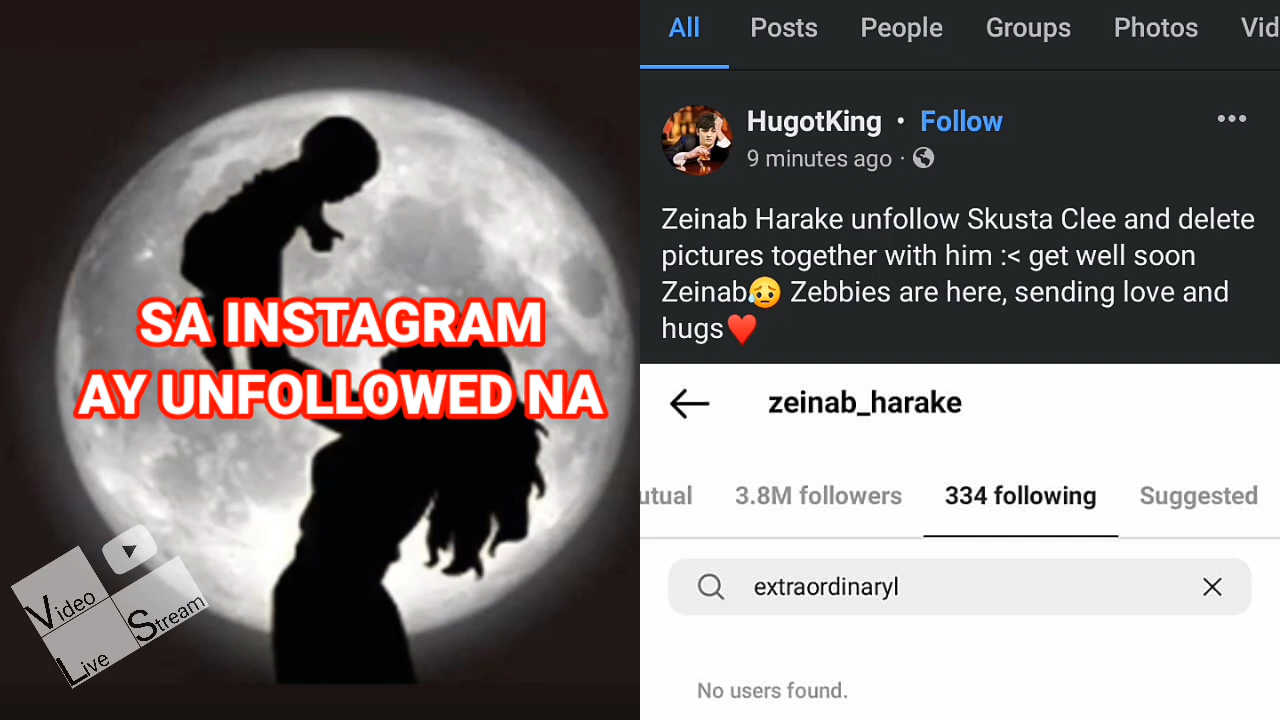 SA INSTAGRAM
AY UNFOLLOWED NA
Video
Live Stream
All Posts People Groups Photos Vid
HugotKing • Follow
9 minutes ago ·
Zeinab Harake unfollow Skusta Clee and delete
pictures together with him :< get well soon
Zeinab😥 Zebbies are here, sending love and
hugs❤️
zeinab_harake
utual 3.8M followers 334 following Suggested
extraordinaryl
No users found.